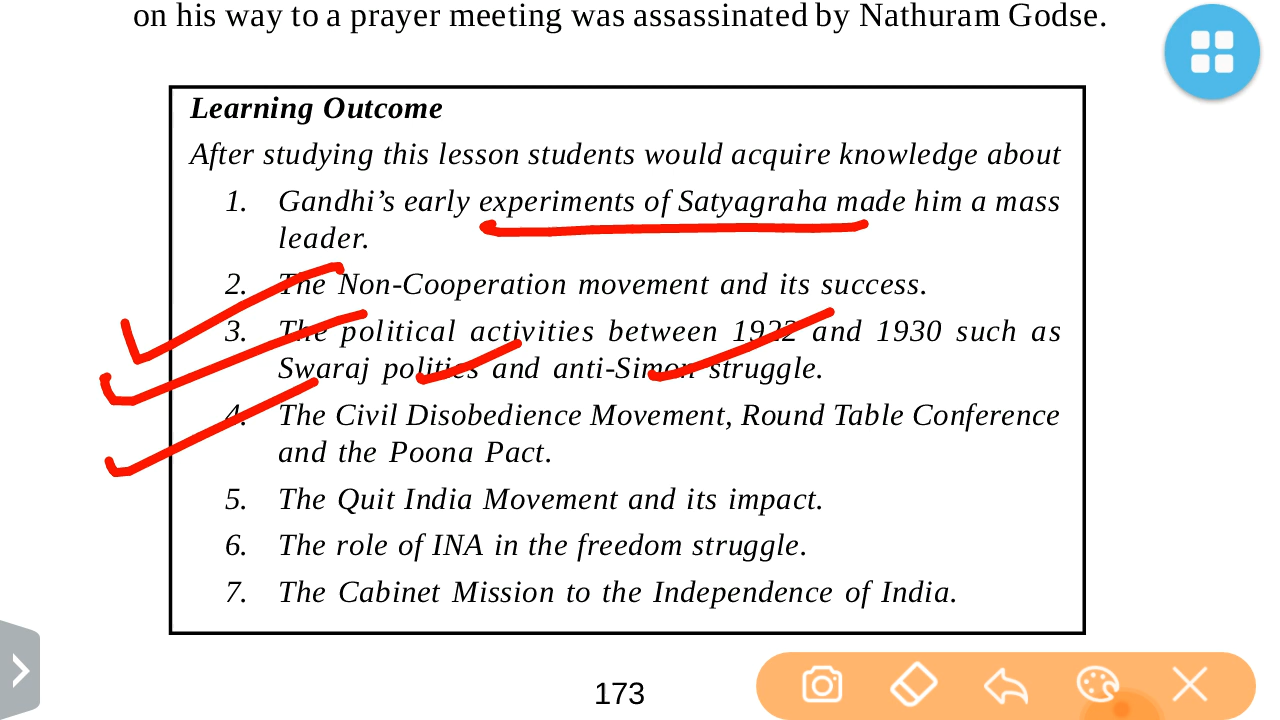 on his way to a prayer meeting was assassinated by Nathuram Godse.
Learning Outcome
After studying this lesson students would acquire knowledge about
1. Gandhi’s early experiments of Satyagraha made him a mass
leader.
2. The Non-Cooperation movement and its success.
3. The political activities between 1922 and 1930 such as
Swaraj politics and anti-Simon struggle.
4. The Civil Disobedience Movement, Round Table Conference
and the Poona Pact.
5. The Quit India Movement and its impact.
6. The role of INA in the freedom struggle.
7. The Cabinet Mission to the Independence of India.
173